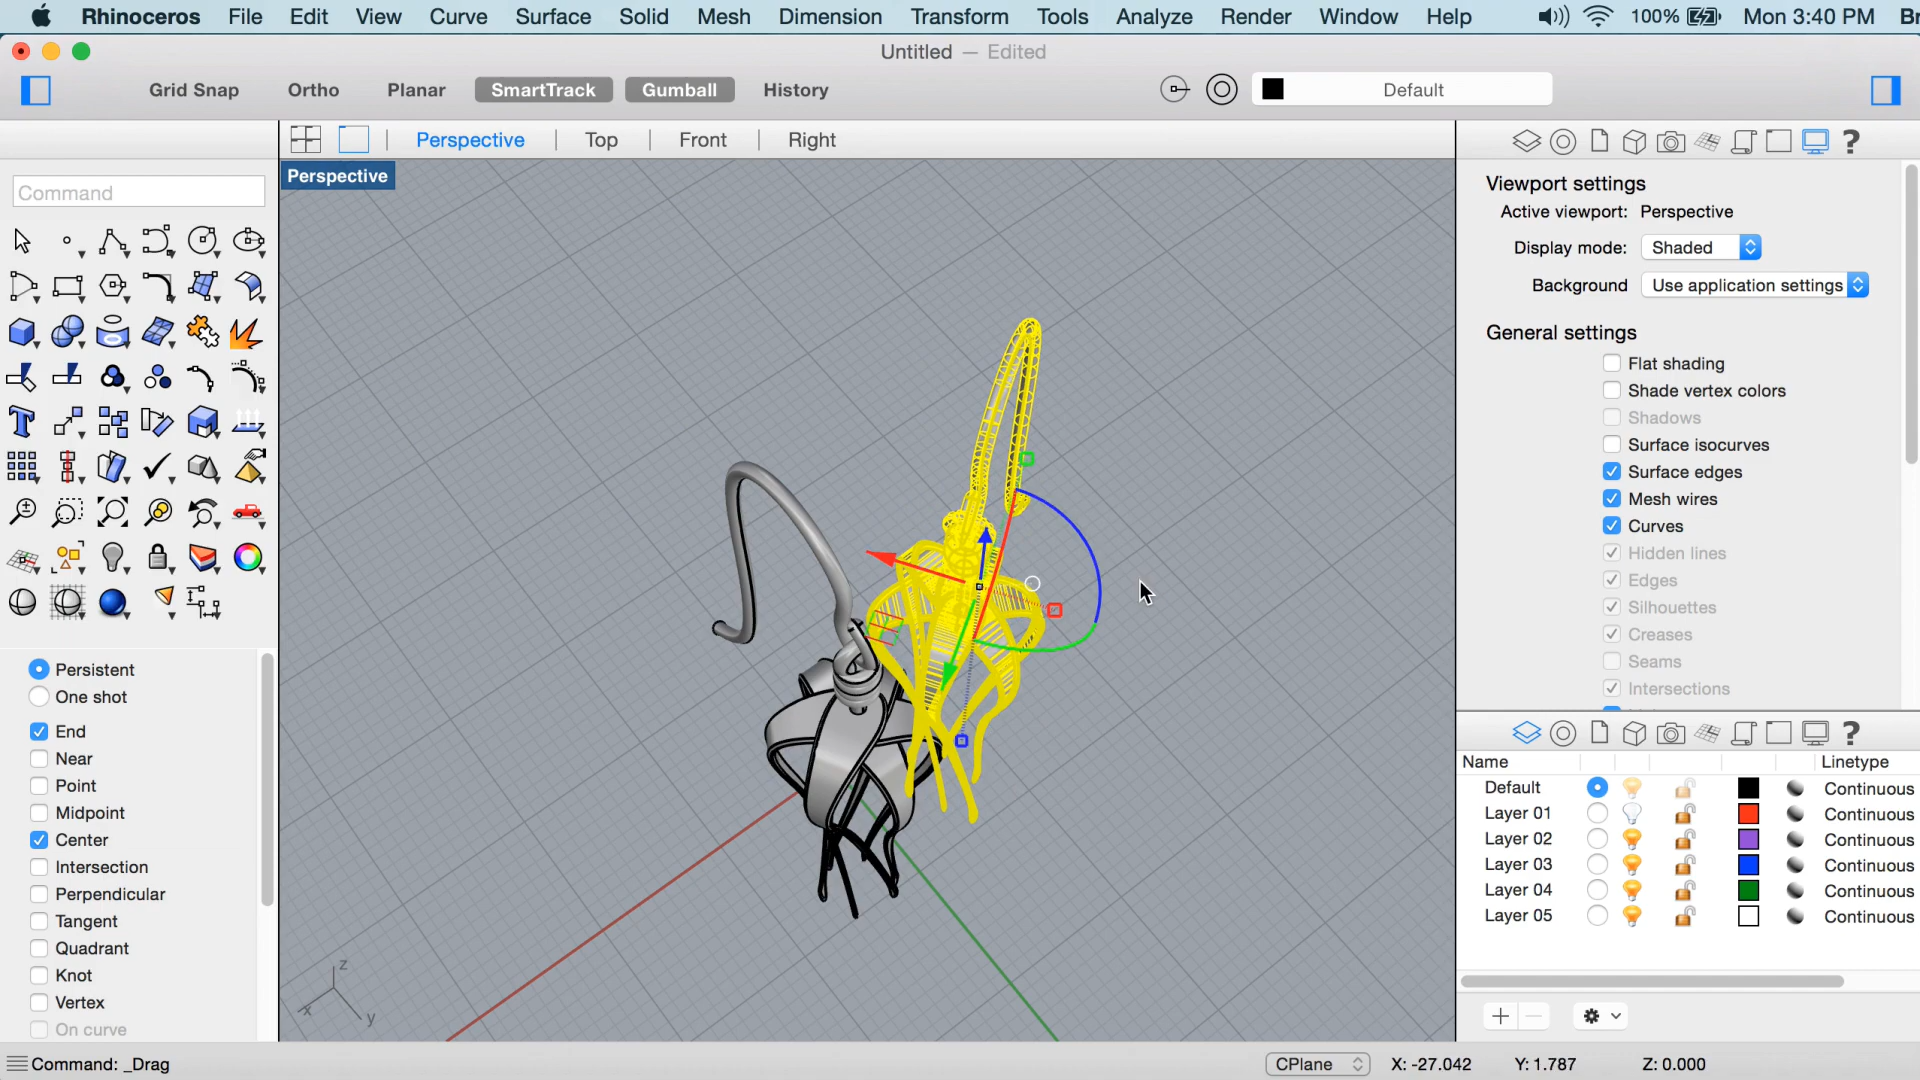 Rhinoceros File Edit View Curve Surface Solid Mesh Dimension Transform Tools Analyze Render Window Help 100% Mon 3:40 PM Br
Untitled — Edited
Grid Snap Ortho Planar SmartTrack Gumball History Default
Perspective Top Front Right
Perspective
Command
Persistent
One shot
End
Near
Point
Midpoint
Center
Intersection
Perpendicular
Tangent
Quadrant
Knot
Vertex
On curve
z
x
y
Viewport settings
Active viewport: Perspective
Display mode: Shaded
Background Use application settings
General settings
Flat shading
Shade vertex colors
Shadows
Surface isocurves
Surface edges
Mesh wires
Curves
Hidden lines
Edges
Silhouettes
Creases
Seams
Intersections
Name Linetype
Default Continuous
Layer 01 Continuous
Layer 02 Continuous
Layer 03 Continuous
Layer 04 Continuous
Layer 05 Continuous
Command: _Drag CPlane X: -27.042 Y: 1.787 Z: 0.000